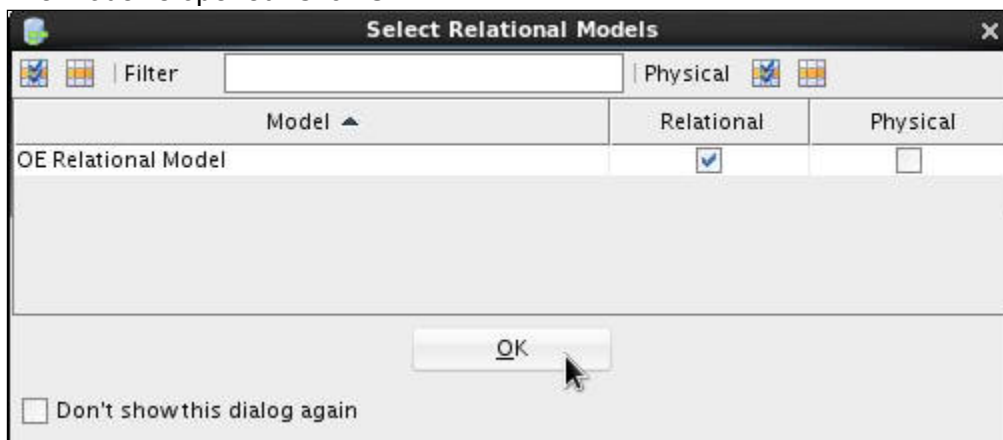 Select Relational Models
Filter
Physical
Model
Relational
Physical
OE Relational Model
OK
Don't show this dialog again